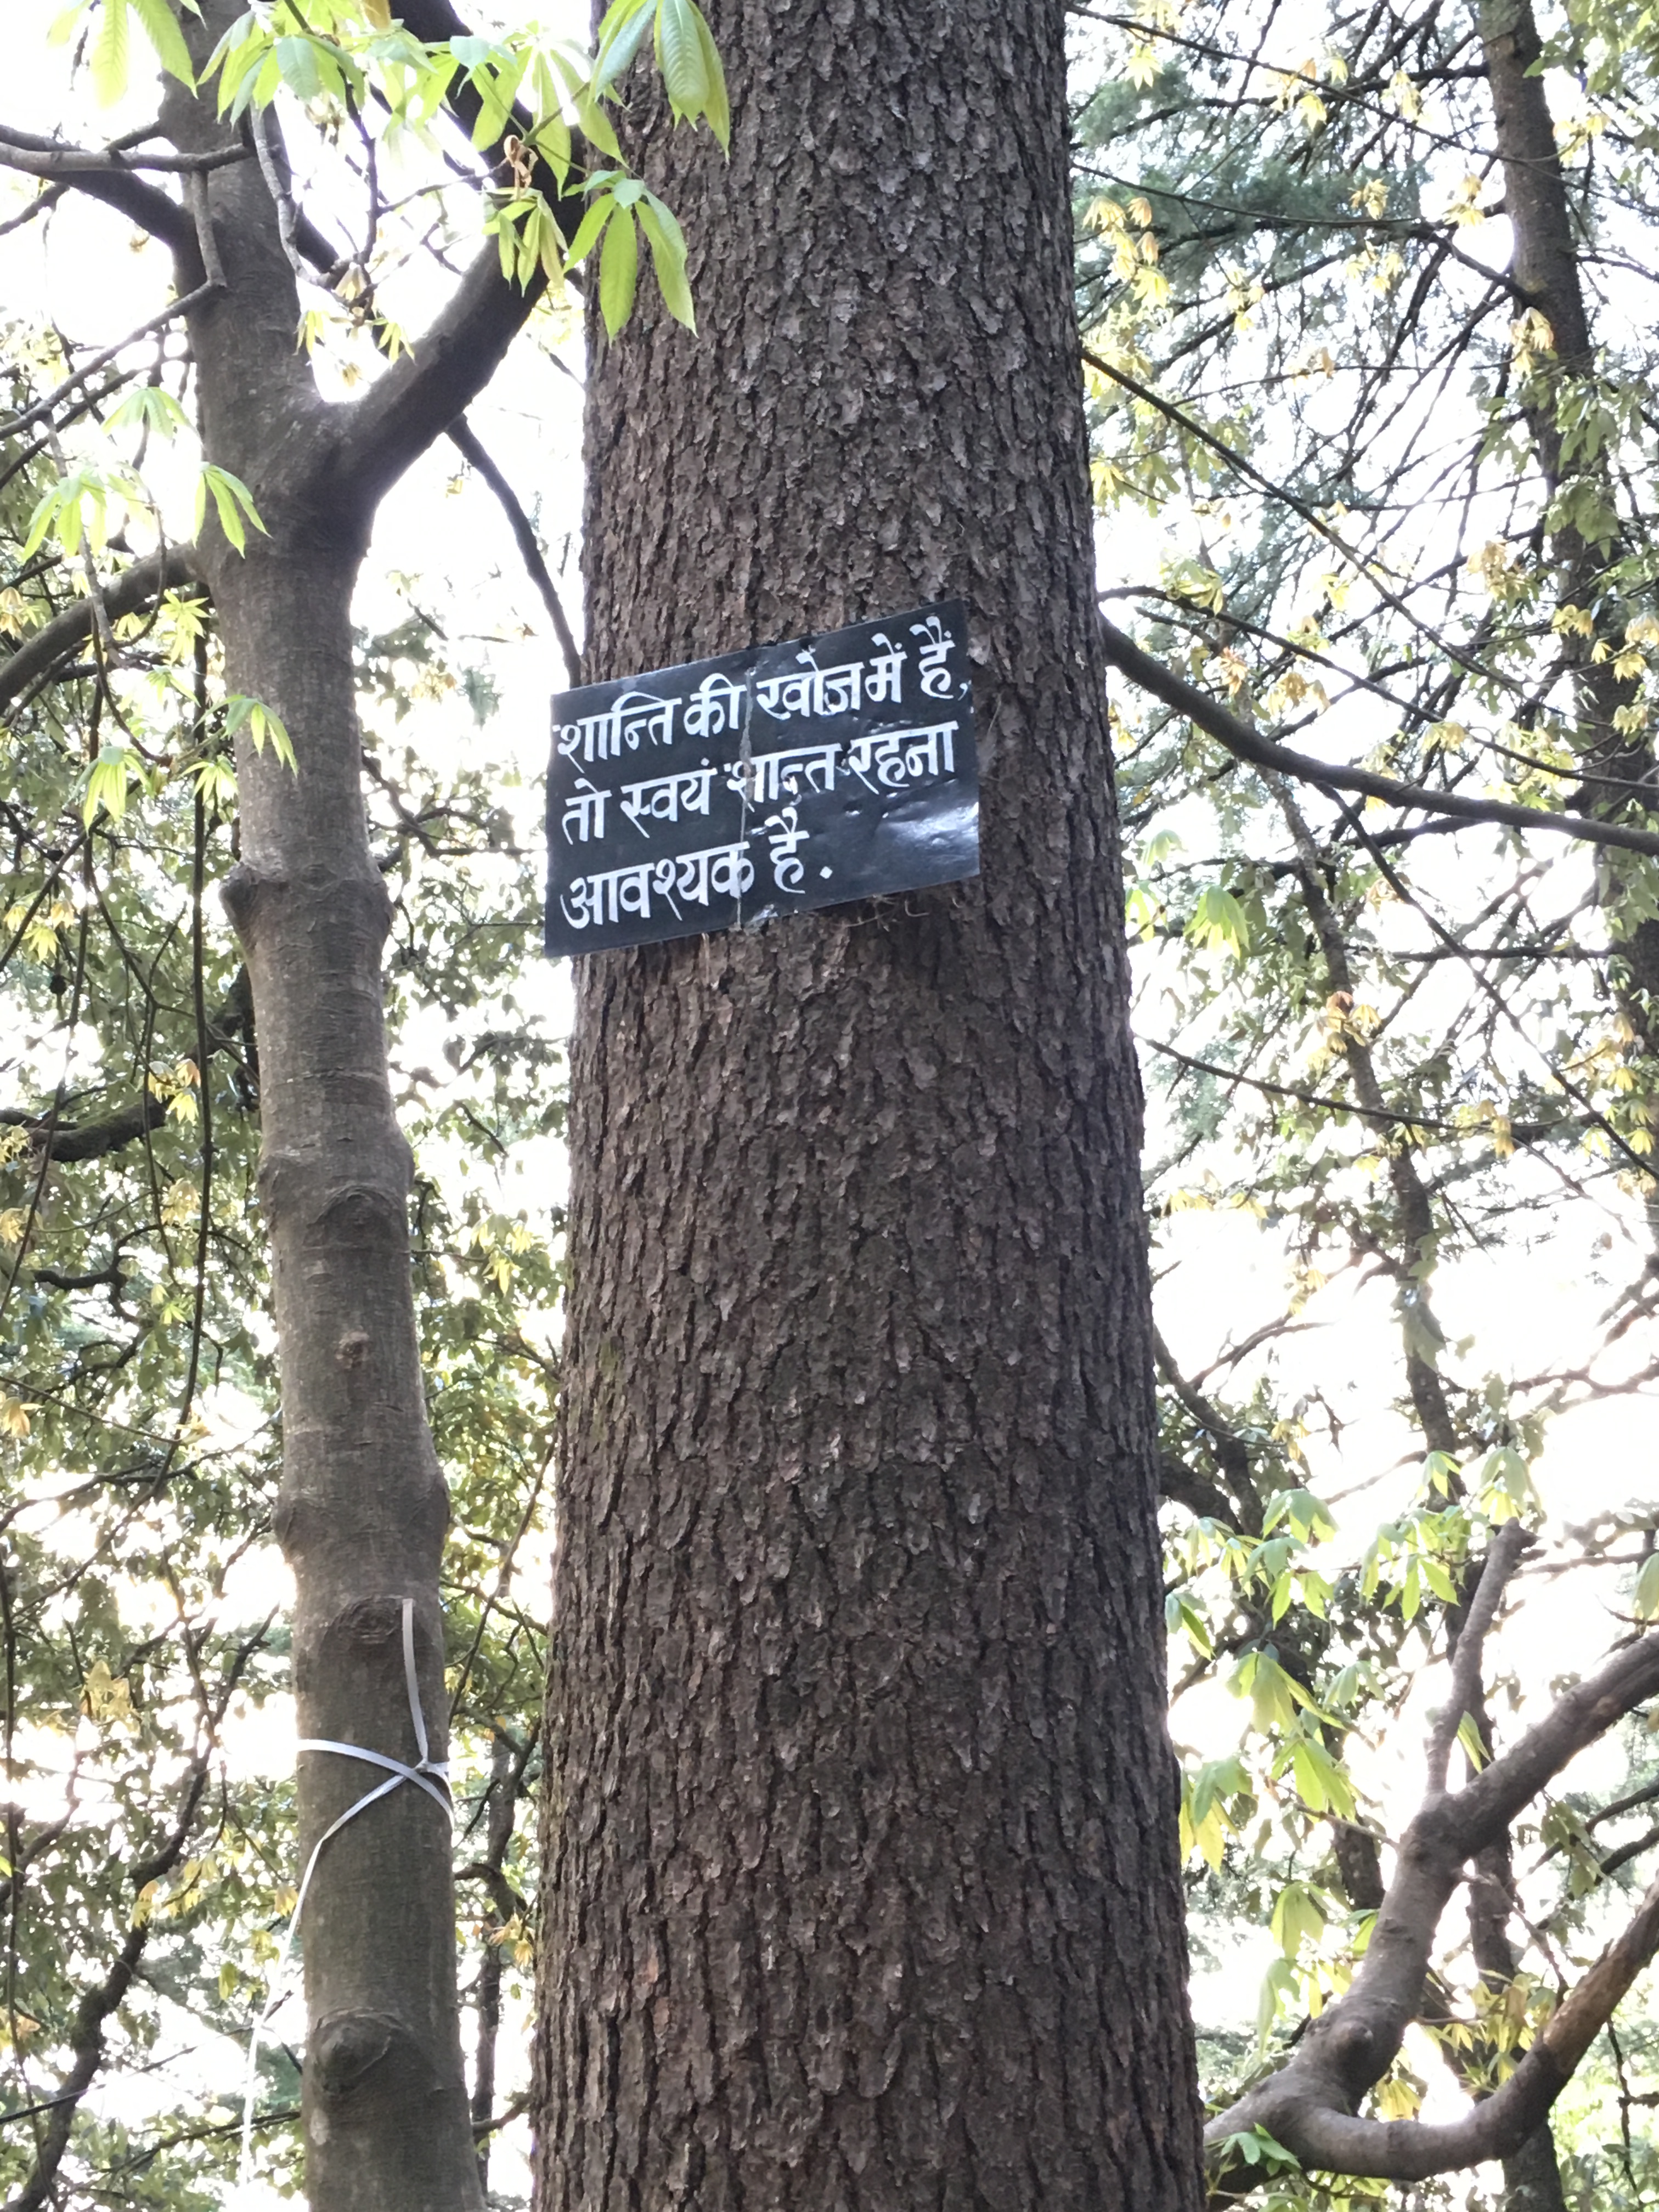 शान्ति की खोज में हैं,
तो स्वयं शान्त रहना
आवश्यक है.